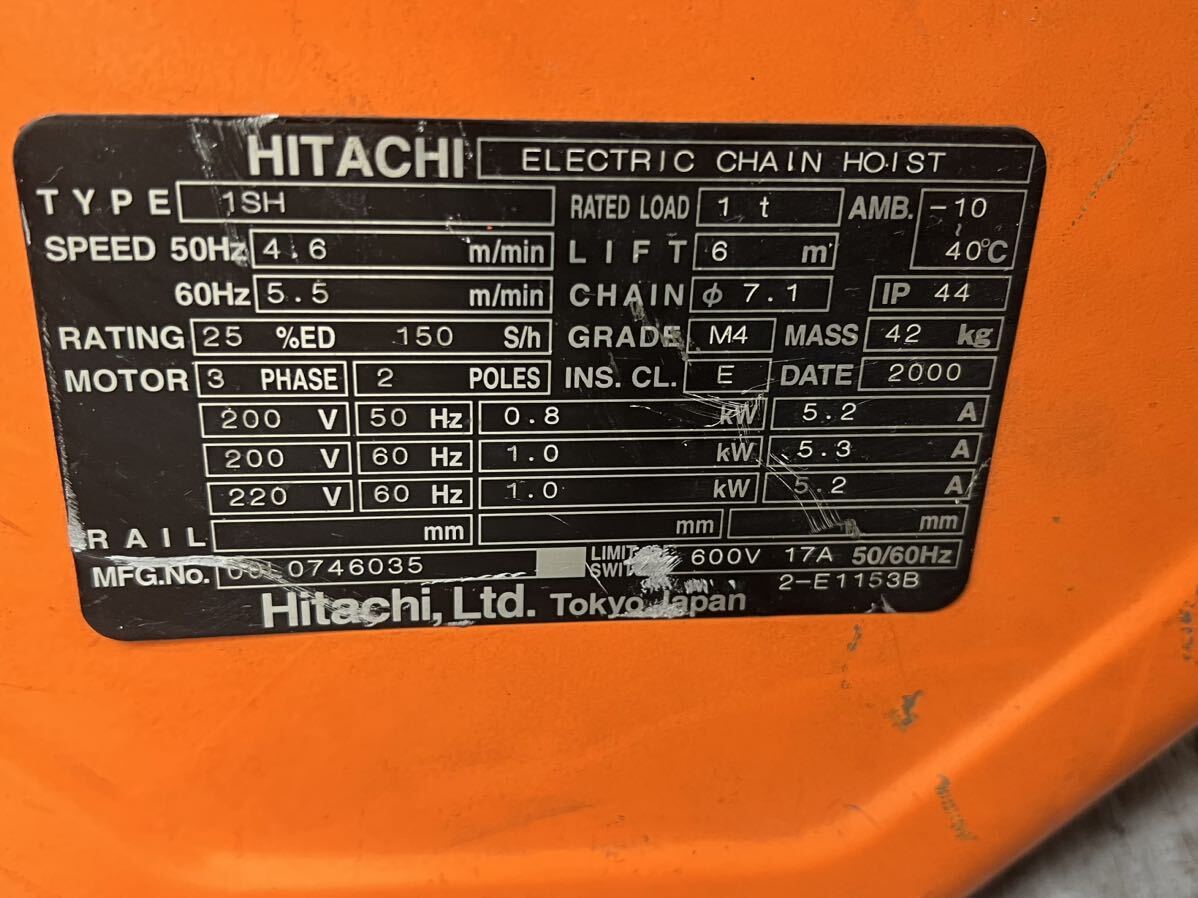 HITACHI ELECTRIC CHAIN HOIST
TYPE 1SH RATED LOAD 1 t AMB. -10 ~ 40°C
SPEED 50Hz 4.6 m/min LIFT 6 m
60Hz 5.5 m/min CHAIN φ 7.1 IP 44
RATING 25 %ED 150 S/h GRADE M4 MASS 42 kg
MOTOR 3 PHASE 2 POLES INS. CL. E DATE 2000
200 V 50 Hz 0.8 kW 5.2 A
200 V 60 Hz 1.0 kW 5.3 A
220 V 60 Hz 1.0 kW 5.2 A
RAIL mm mm mm
MFG.No. 0746035 600V 17A 50/60Hz
Hitachi, Ltd. Tokyo Japan 2-E1153B